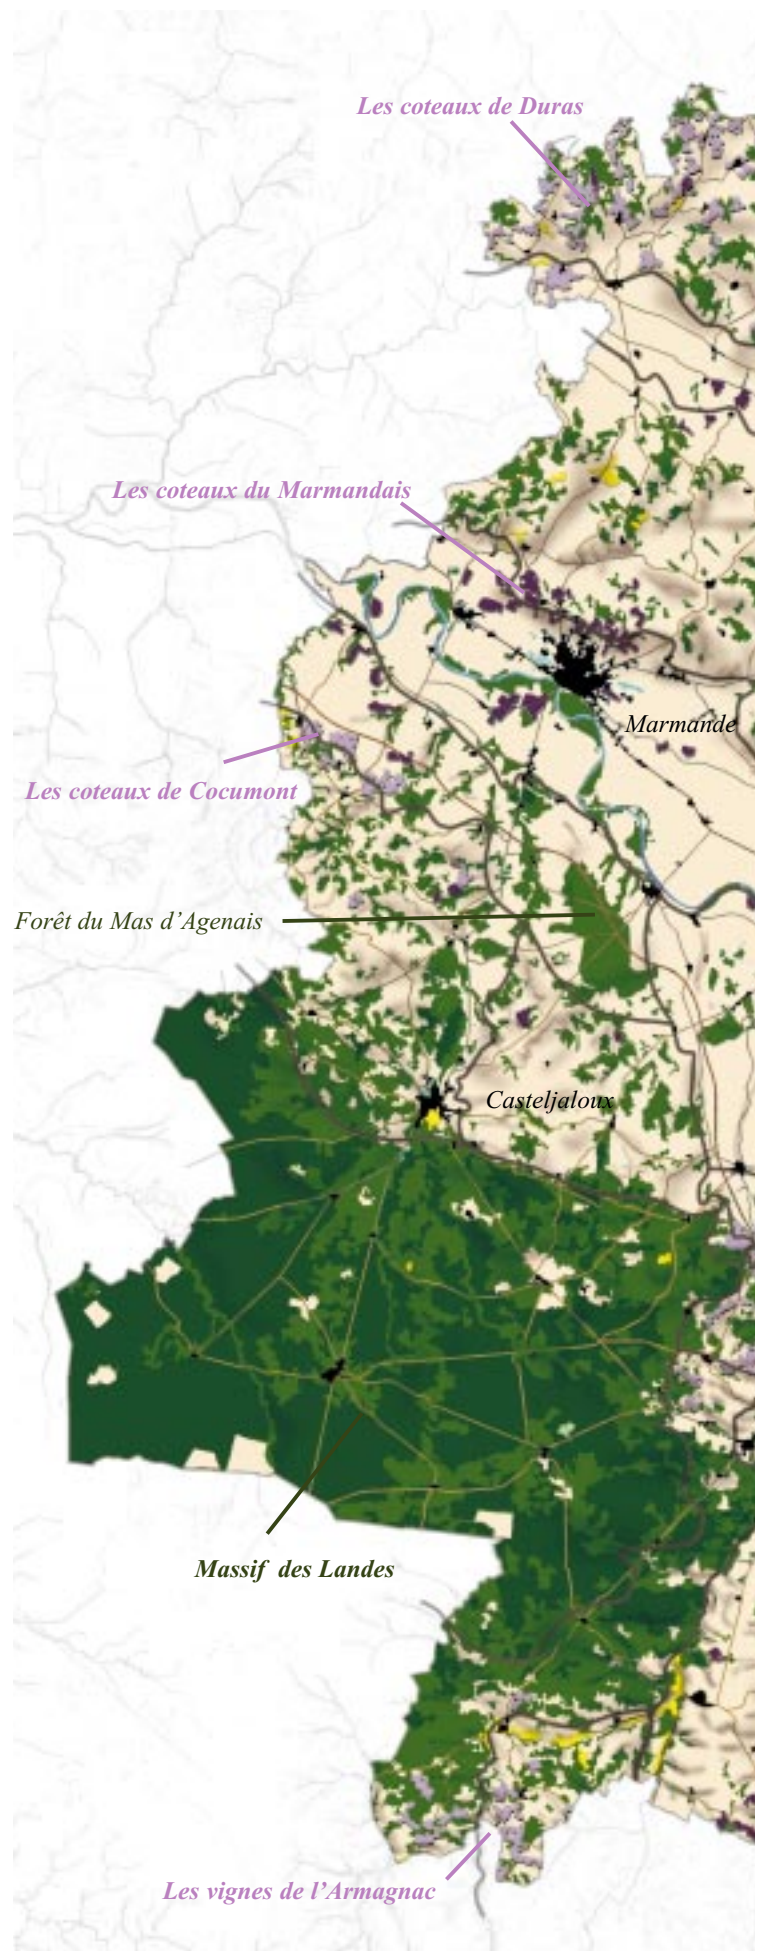 Les coteaux de Duras
Les coteaux du Marmandais
Marmande
Les coteaux de Cocumont
Forêt du Mas d’Agenais
Casteljaloux
Massif des Landes
Les vignes de l’Armagnac